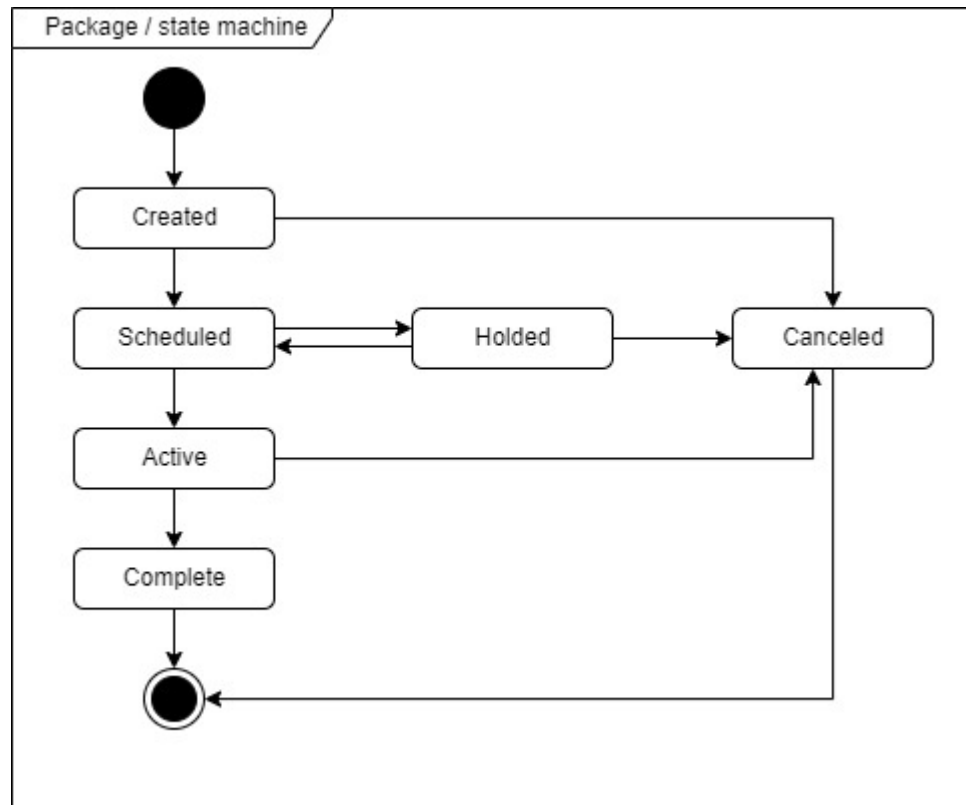 Package / state machine
Created
Scheduled
Holded
Canceled
Active
Complete